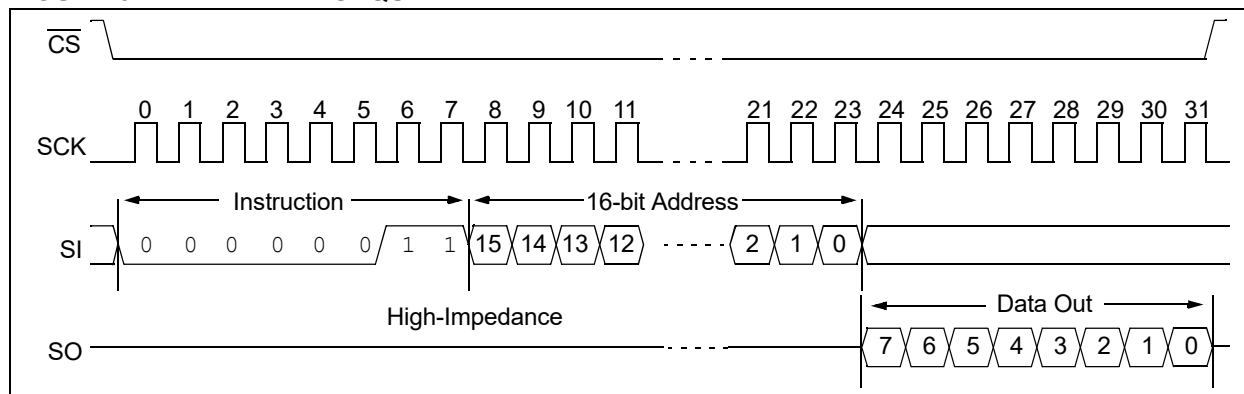 CS
0 1 2 3 4 5 6 7 8 9 10 11 21 22 23 24 25 26 27 28 29 30 31
SCK
Instruction 16-bit Address
SI 0 0 0 0 0 0 1 1 15 14 13 12 2 1 0
Data Out
High-Impedance
SO 7 6 5 4 3 2 1 0